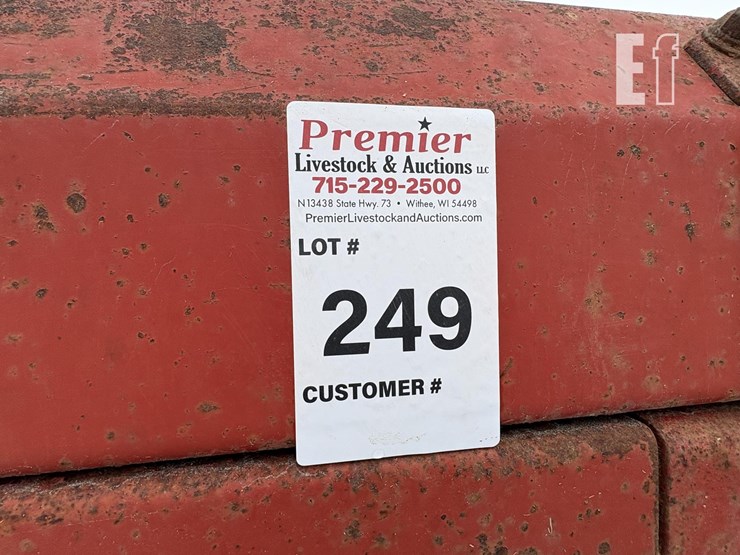 Ef
Premier
Livestock & Auctions LLC
715-229-2500
N13438 State Hwy. 73 • Withee, WI 54498
PremierLivestockandAuctions.com
LOT #
249
CUSTOMER #